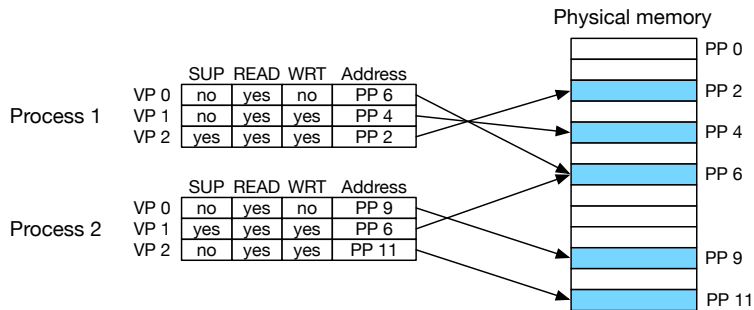 Physical memory
PP 0
SUP READ WRT Address
VP 0 no yes no PP 6
PP 2
Process 1 VP 1 no yes yes PP 4
PP 4
VP 2 yes yes yes PP 2
PP 6
SUP READ WRT Address
VP 0 no yes no PP 9
Process 2 VP 1 yes yes yes PP 6
VP 2 no yes yes PP 11
PP 9
PP 11